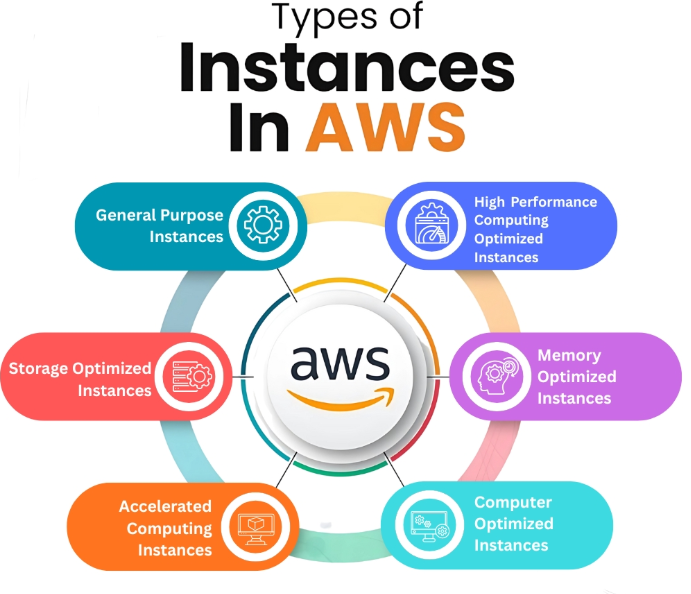 Types of
Instances
In AWS
General Purpose
Instances
High Performance
Computing
Optimized
Instances
aws
Storage Optimized
Instances
Memory
Optimized
Instances
Accelerated
Computing
Instances
Computer
Optimized
Instances